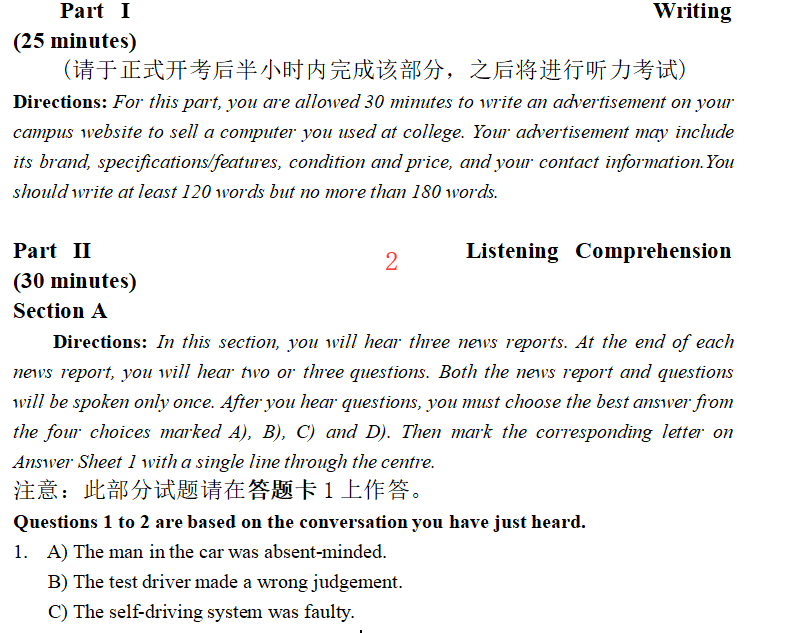 Part I Writing
(25 minutes)
(请于正式开考后半小时内完成该部分，之后将进行听力考试)
Directions: For this part, you are allowed 30 minutes to write an advertisement on your
campus website to sell a computer you used at college. Your advertisement may include
its brand, specifications/features, condition and price, and your contact information.You
should write at least 120 words but no more than 180 words.
Part II Listening Comprehension
2
(30 minutes)
Section A
Directions: In this section, you will hear three news reports. At the end of each
news report, you will hear two or three questions. Both the news report and questions
will be spoken only once. After you hear questions, you must choose the best answer from
the four choices marked A), B), C) and D). Then mark the corresponding letter on
Answer Sheet 1 with a single line through the centre.
注意：此部分试题请在答题卡 1 上作答。
Questions 1 to 2 are based on the conversation you have just heard.
1. A) The man in the car was absent-minded.
B) The test driver made a wrong judgement.
C) The self-driving system was faulty.